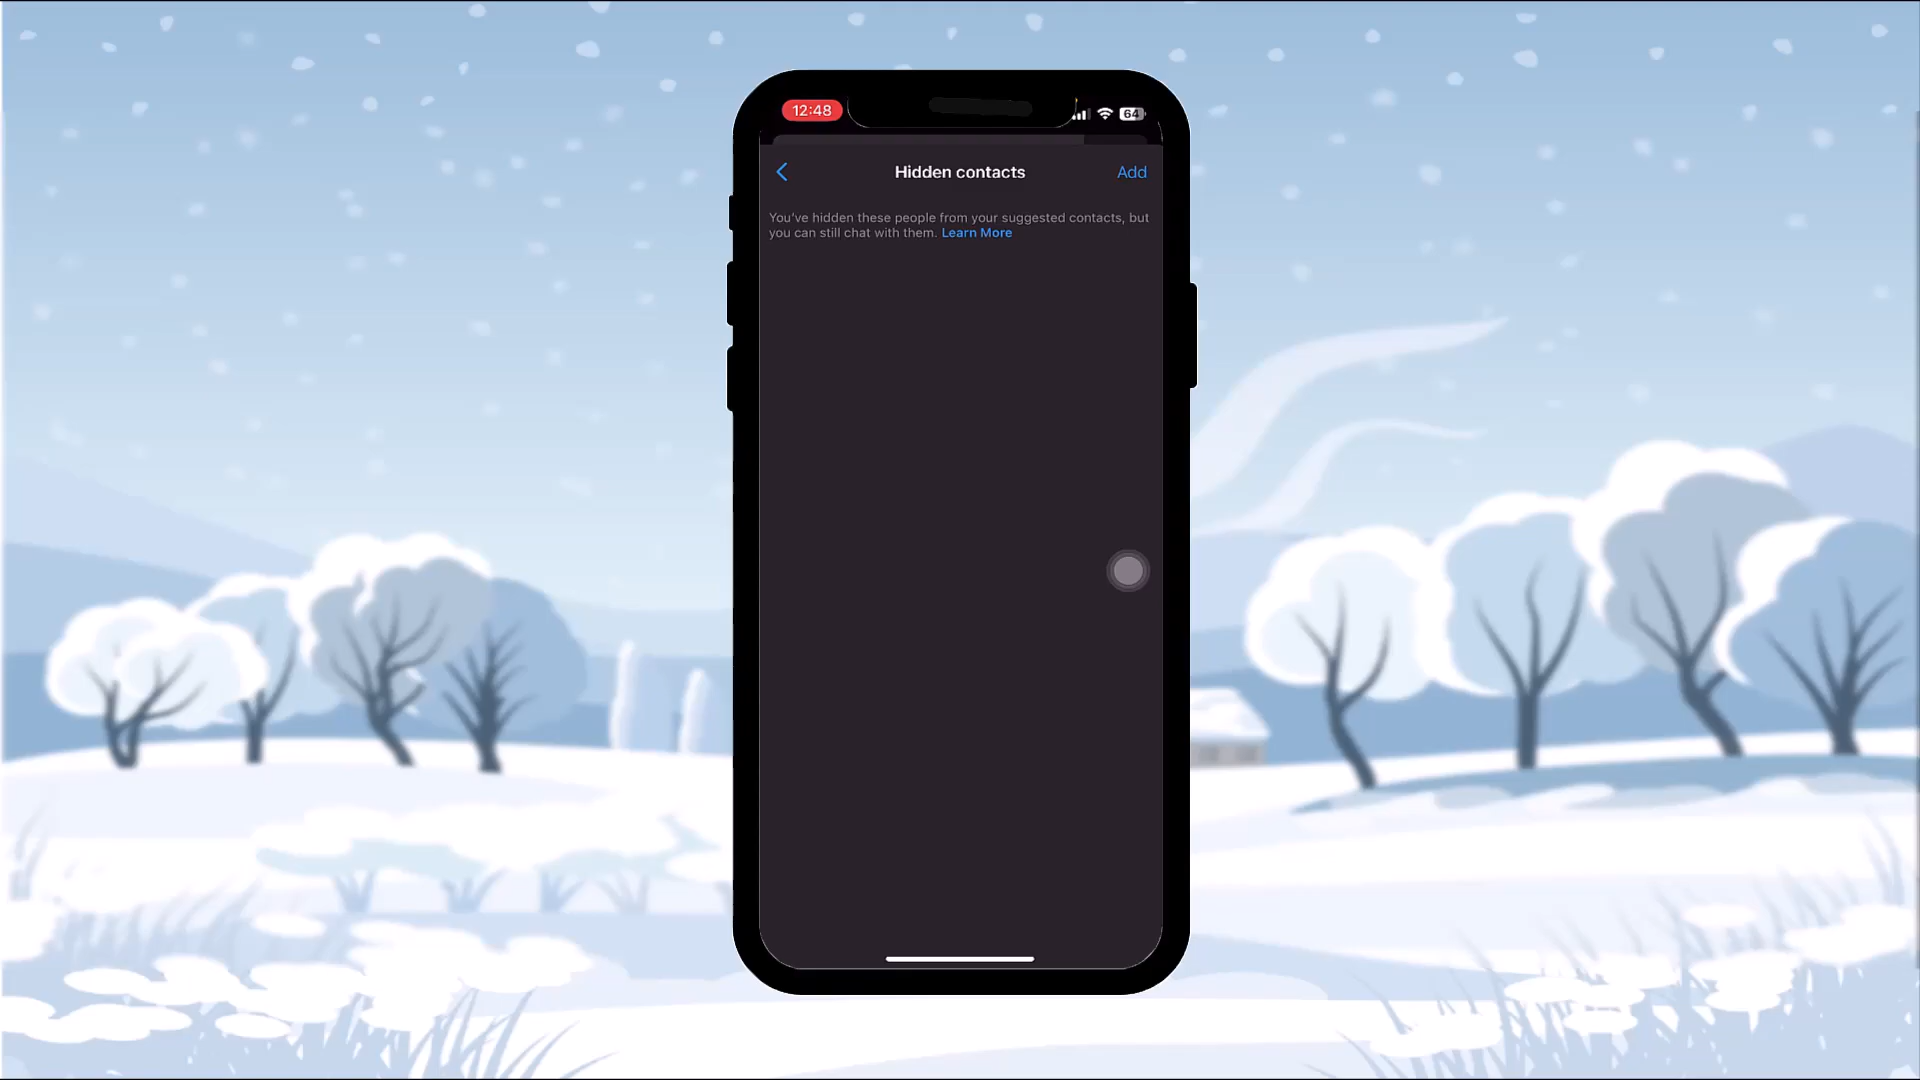 12:48
64
Hidden contacts
Add
You've hidden these people from your suggested contacts, but
you can still chat with them. Learn More